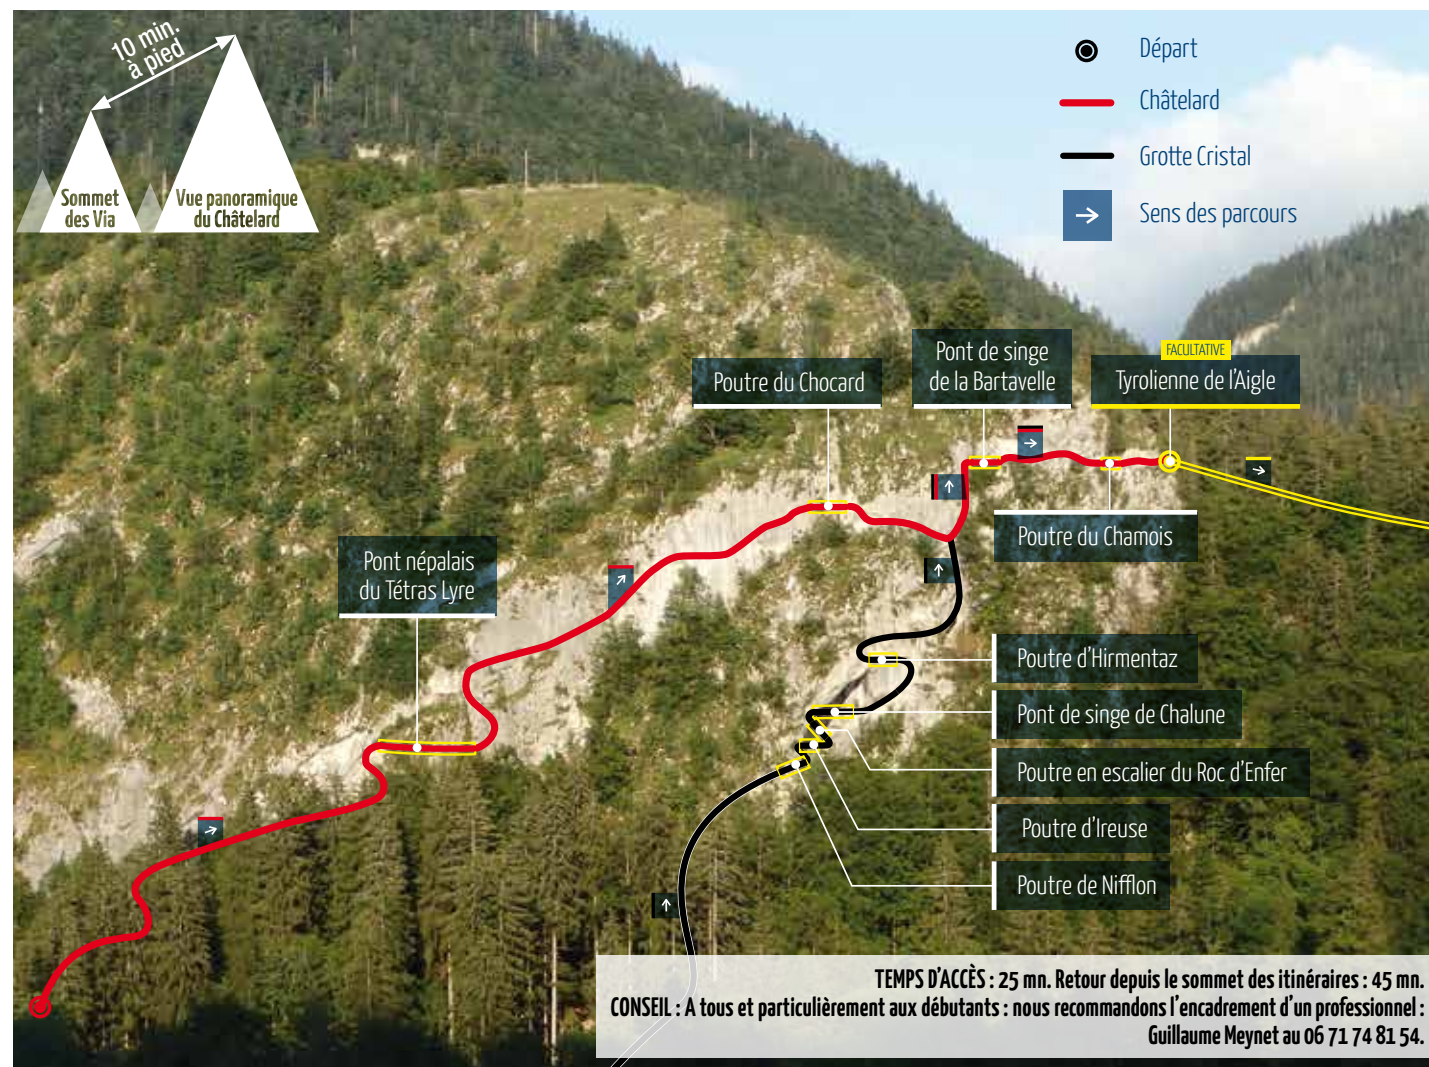 10 min.
à pied
Sommet
des Via
Vue panoramique
du Châtelard
Départ
Châtelard
Grotte Cristal
Sens des parcours
Poutre du Chocard
Pont de singe
de la Bartavelle
FACULTATIVE
Tyrolienne de l'Aigle
Pont népalais
du Tétras Lyre
Poutre du Chamois
Poutre d'Hirmentaz
Pont de singe de Chalune
Poutre en escalier du Roc d'Enfer
Poutre d'Ireuse
Poutre de Nifflon
TEMPS D'ACCÈS : 25 mn. Retour depuis le sommet des itinéraires : 45 mn.
CONSEIL : A tous et particulièrement aux débutants : nous recommandons l'encadrement d'un professionnel :
Guillaume Meynet au 06 71 74 81 54.